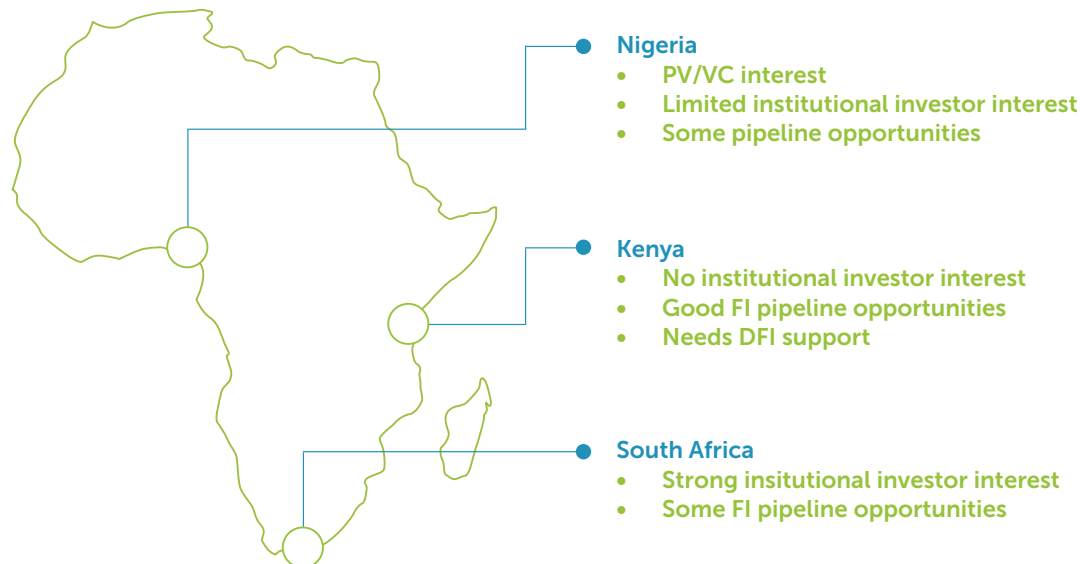 Nigeria
• PV/VC interest
• Limited institutional investor interest
• Some pipeline opportunities
Kenya
• No institutional investor interest
• Good FI pipeline opportunities
• Needs DFI support
South Africa
• Strong insitutional investor interest
• Some FI pipeline opportunities